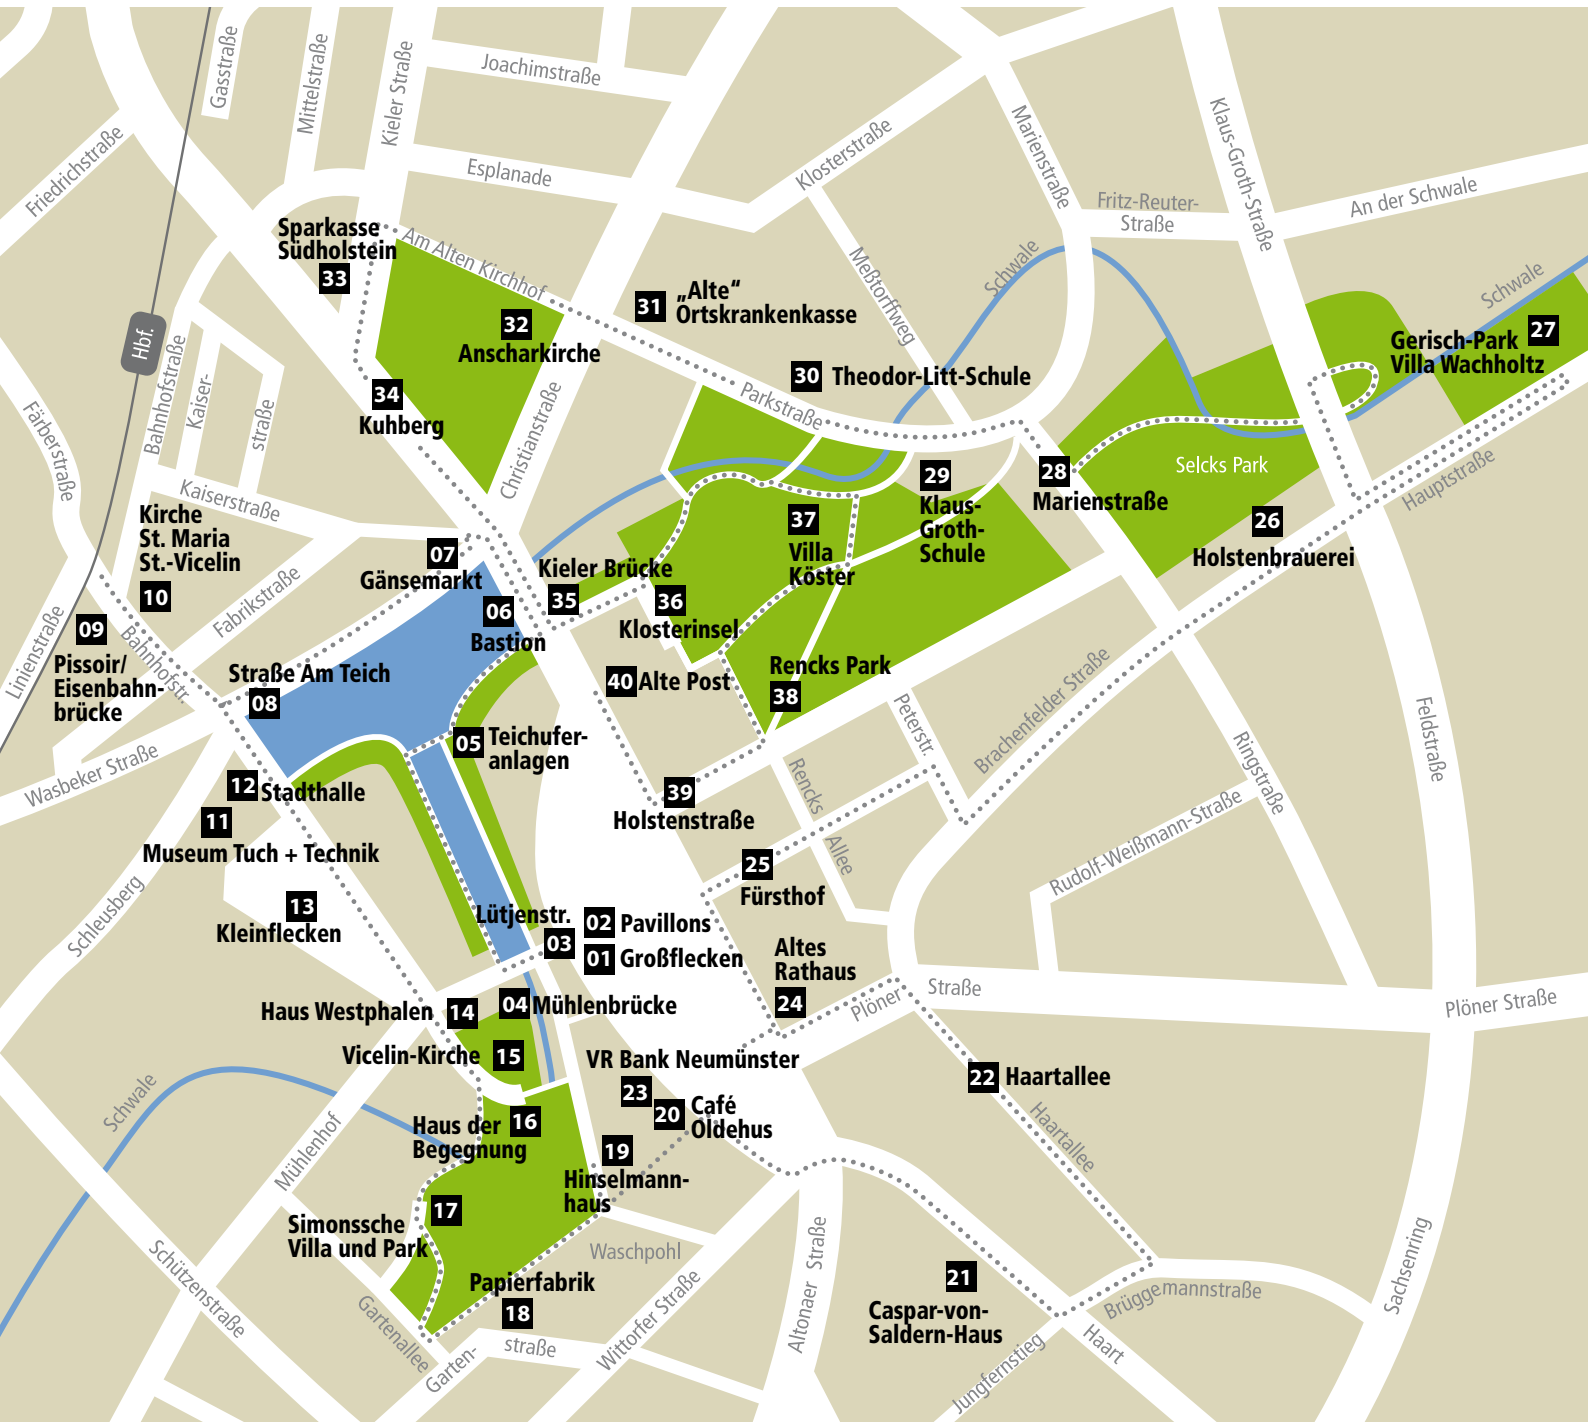 Gasstraße
Mittelstraße
Kieler Straße
Joachimstraße
Friedrichstraße
Esplanade
Klosterstraße
Marienstraße
Klaus-Groth-Straße
Fritz-Reuter-
Straße
An der Schwale
Sparkasse
Südholstein
33
Am Alten Kirchhof
Meßtorffweg
Schwale
Schwale
31
„Alte“
Ortskrankenkasse
32
Anscharkirche
Hbf.
Bahnhofstraße
Kaiser-
straße
34
Kuhberg
Christianstraße
Parkstraße
30 Theodor-Litt-Schule
Gerisch-Park
Villa Wachholtz
27
Färberstraße
Kaiserstraße
29
Klaus-
Groth-
Schule
28
Marienstraße
Selcks Park
Hauptstraße
26
Holstenbrauerei
Kirche
St. Maria
St.-Vicelin
10
07
Gänsemarkt
Kieler Brücke
35
37
Villa
Köster
Linienstraße
09
Pissoir/
Eisenbahn-
brücke
Bahnhofstr.
Fabrikstraße
06
Bastion
36
Klosterinsel
Straße Am Teich
08
40 Alte Post
Rencks Park
38
Peterstr.
Brachenfelder Straße
Ringstraße
Feldstraße
Wasbeker Straße
05 Teichufer-
anlagen
12 Stadthalle
11
Museum Tuch + Technik
39
Holstenstraße
Rencks
Allee
Rudolf-Weißmann-Straße
25
Fürsthof
Schleusberg
13
Kleinflecken
Lütjenstr.
03
02 Pavillons
01 Großflecken
Altes
Rathaus
24
Plöner
Straße
Plöner Straße
Haus Westphalen 14
04 Mühlenbrücke
Vicelin-Kirche 15
VR Bank Neumünster
23
20 Café
Oldehus
22 Haartallee
Haartallee
Schwale
Mühlenhof
Haus der
Begegnung
16
19
Hinselmann-
haus
17
Simonssche
Villa und Park
Waschpohl
Papierfabrik
18
Schützenstraße
Gartenallee
Garten-
straße
Wittorfer Straße
Altonaer Straße
21
Caspar-von-
Saldern-Haus
Brüggemannstraße
Sachsenring
Jungfernstieg
Haart